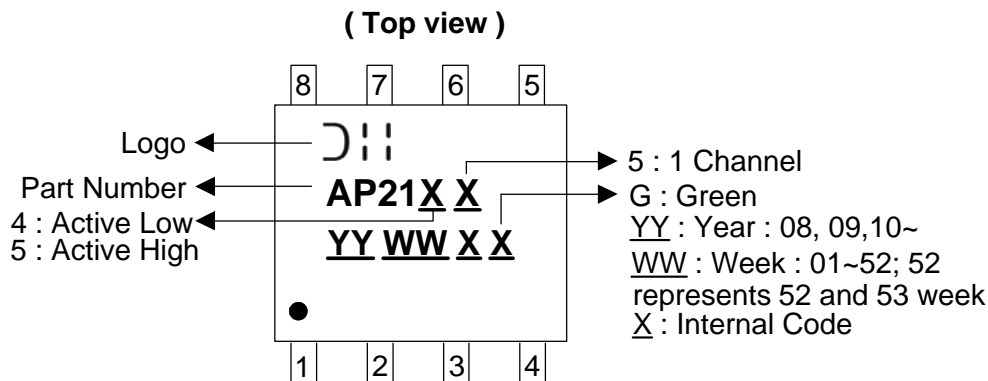 ( Top view )
8 7 6 5
Logo
Part Number
4 : Active Low
5 : Active High
AP21X X
YY WW X X
5 : 1 Channel
G : Green
YY : Year : 08, 09,10~
WW : Week : 01~52; 52
represents 52 and 53 week
X : Internal Code
1 2 3 4